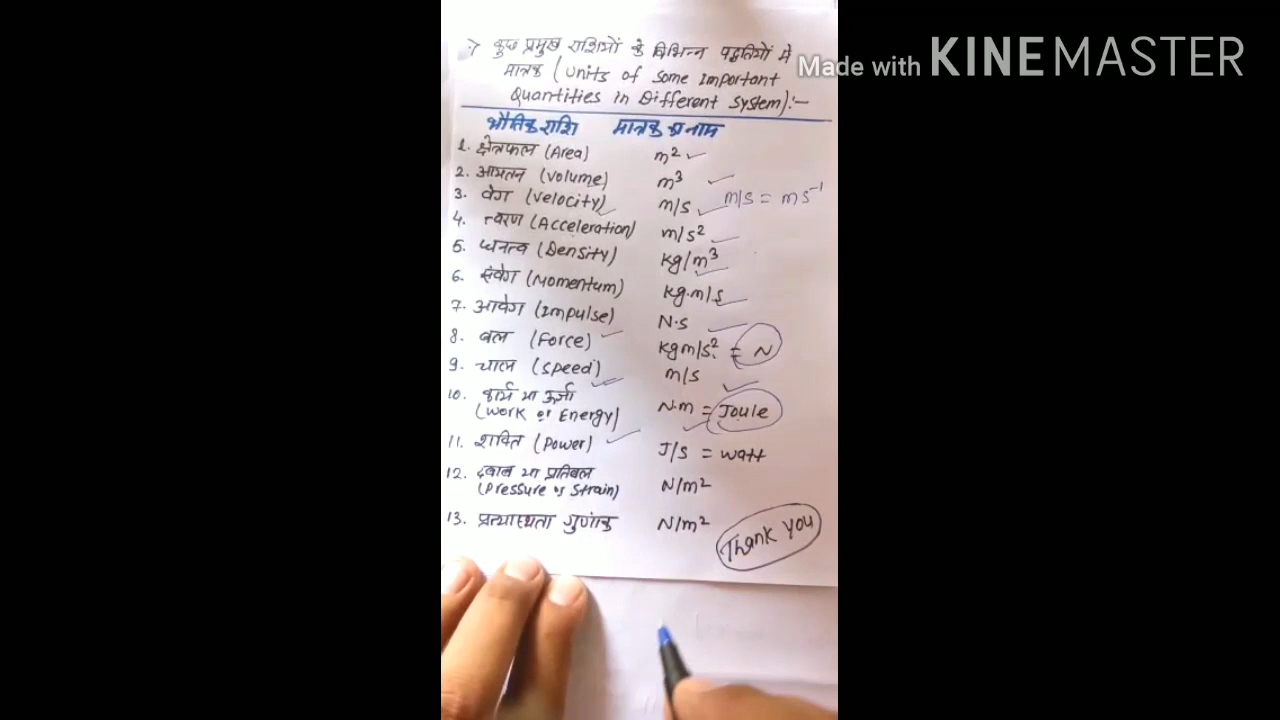 :→ कुछ प्रमुख राशियों के विभिन्न पद्धतियों मे
मात्रक (Units of Some Important
Quantities in Different System):-
Made with KINEMASTER
भौतिक राशि मात्रक का नाम
1. क्षेत्रफल (Area) m²
2. आयतन (Volume) m³
3. वेग (Velocity) m/s m/s = ms⁻¹
4. त्वरण (Acceleration) m/s²
5. घनत्व (Density) kg/m³
6. संवेग (Momentum) kg.m/s
7. आवेग (Impulse) N.s
8. बल (Force) kgm/s² = N
9. चाल (Speed) m/s
10. कार्य या ऊर्जा
(Work or Energy) N.m = Joule
11. शक्ति (Power) J/s = watt
12. दबाव या प्रतिबल
(Pressure or Strain) N/m²
13. प्रत्यास्थता गुणांक N/m²
Thank you